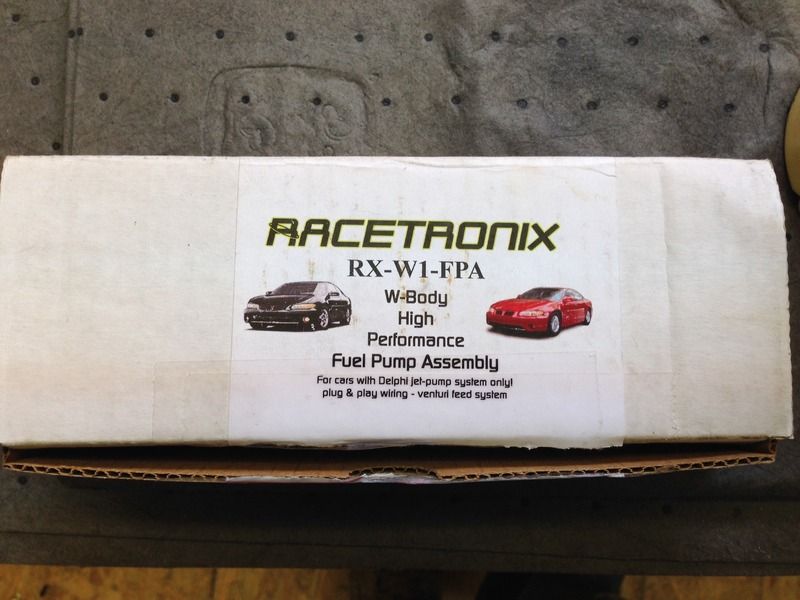 RACETRONIX
RX-W1-FPA
W-Body
High
Performance
Fuel Pump Assembly
For cars with Delphi jet-pump system only!
plug & play wiring - venturi feed system